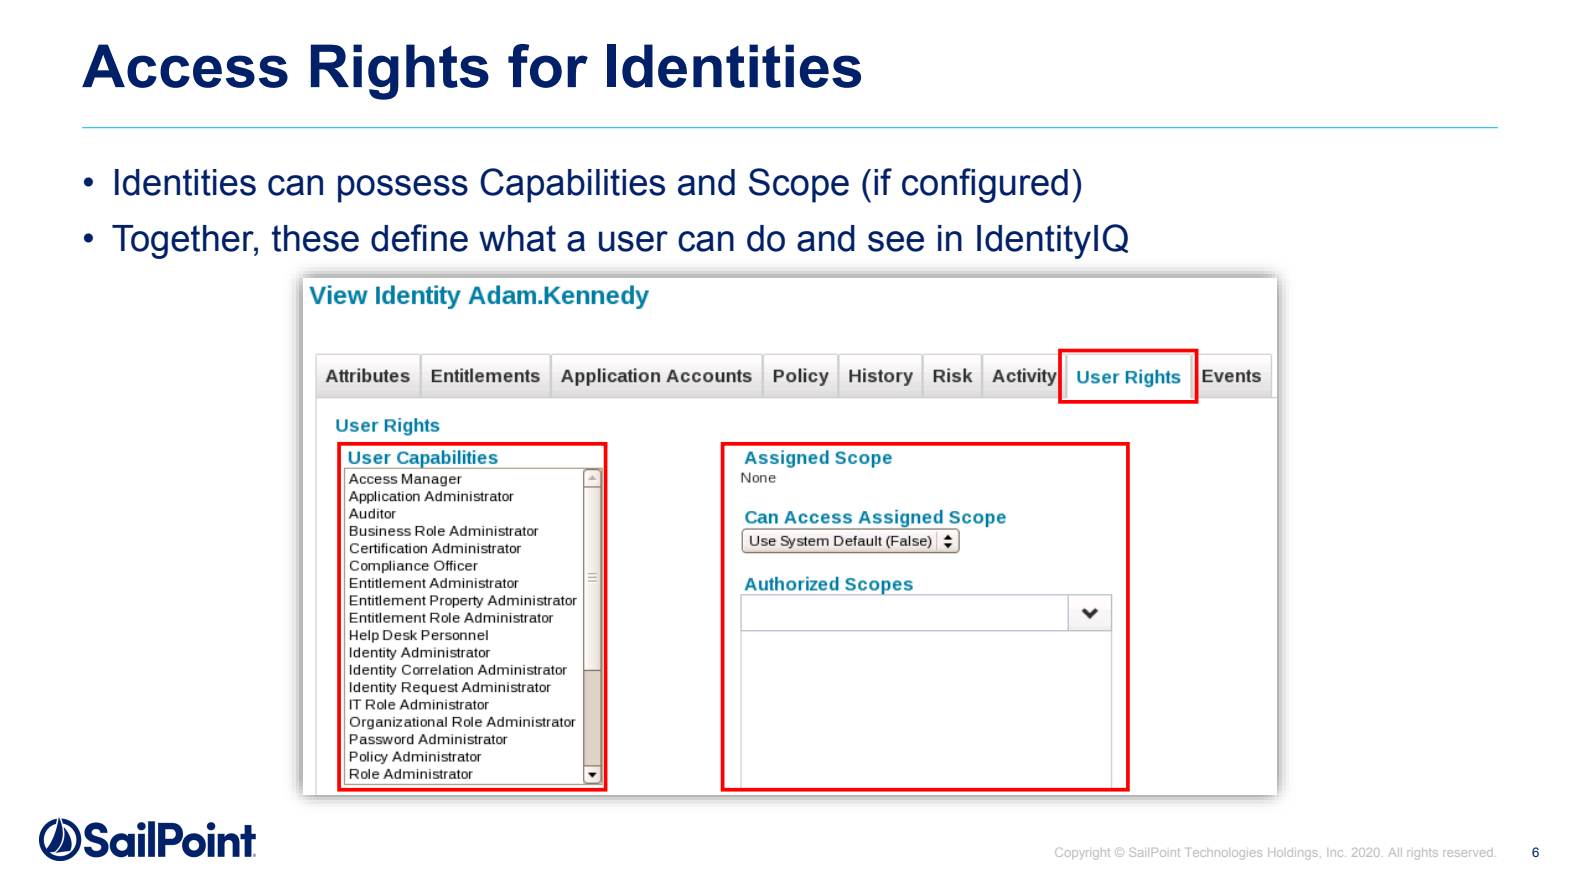 Access Rights for Identities
• Identities can possess Capabilities and Scope (if configured)
• Together, these define what a user can do and see in IdentityIQ
View Identity Adam.Kennedy
Attributes Entitlements Application Accounts Policy History Risk Activity User Rights Events
User Rights
User Capabilities
Access Manager
Application Administrator
Auditor
Business Role Administrator
Certification Administrator
Compliance Officer
Entitlement Administrator
Entitlement Property Administrator
Entitlement Role Administrator
Help Desk Personnel
Identity Administrator
Identity Correlation Administrator
Identity Request Administrator
IT Role Administrator
Organizational Role Administrator
Password Administrator
Policy Administrator
Role Administrator
Assigned Scope
None
Can Access Assigned Scope
Use System Default (False)
Authorized Scopes
SailPoint
Copyright © SailPoint Technologies Holdings, Inc. 2020. All rights reserved. 6